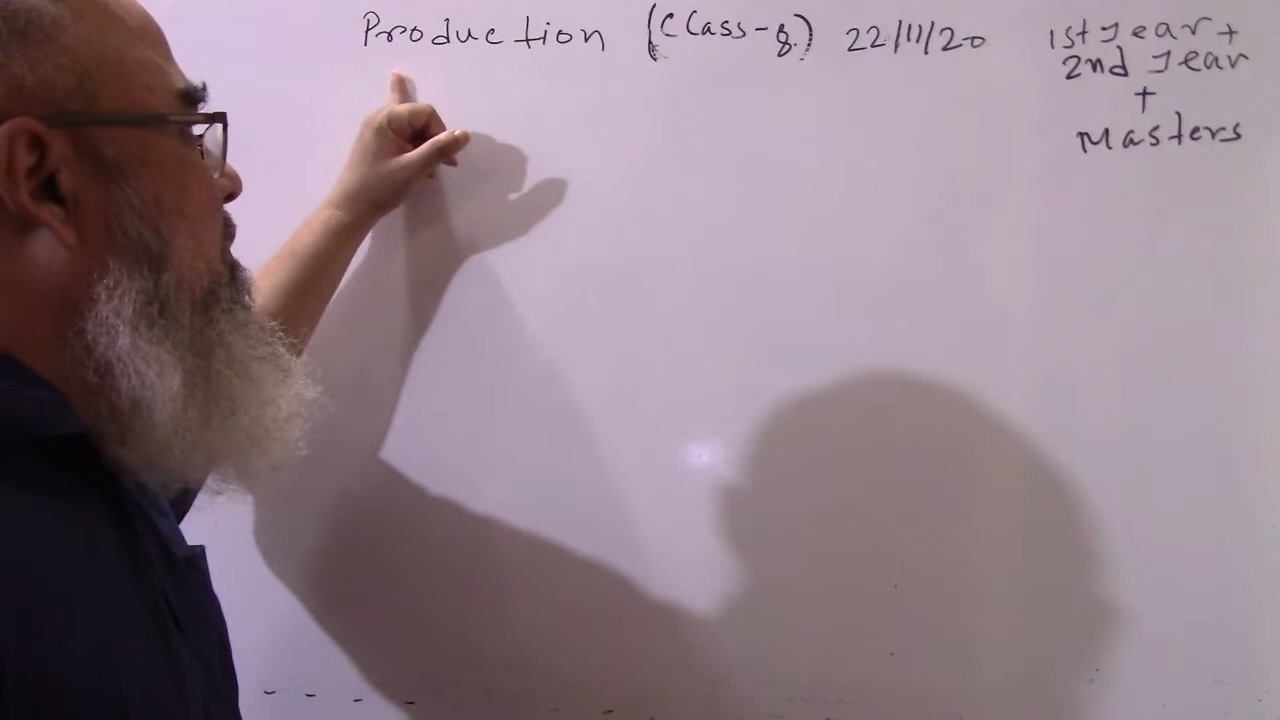 Production (Class-8) 22/11/20
1st year +
2nd year
+
Masters